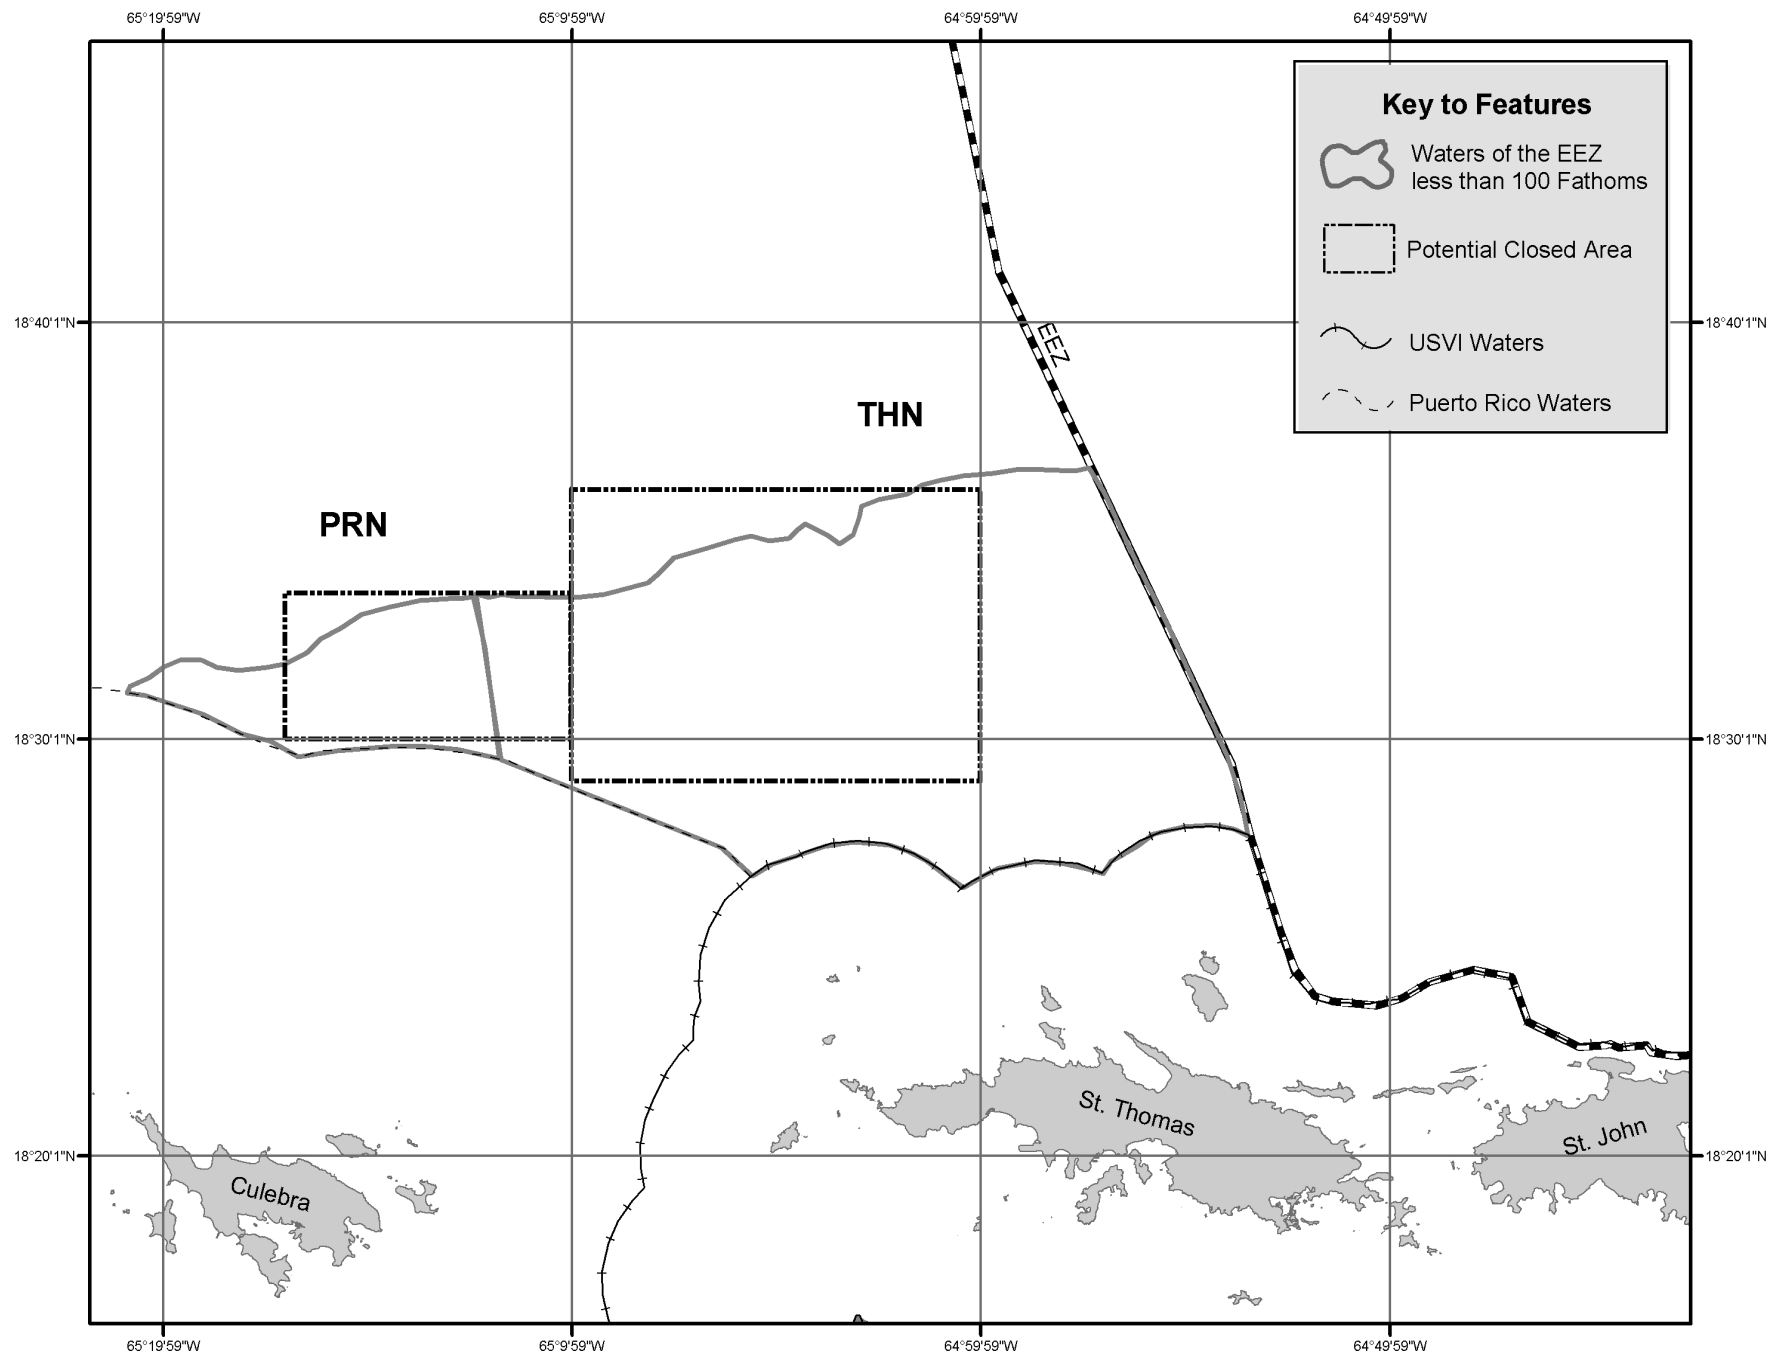 65°19'59"W 65°9'59"W 64°59'59"W 64°49'59"W
Key to Features
Waters of the EEZ
less than 100 Fathoms
Potential Closed Area
USVI Waters
Puerto Rico Waters
18°40'1"N 18°40'1"N
EEZ
THN
PRN
18°30'1"N 18°30'1"N
St. Thomas
St. John
18°20'1"N 18°20'1"N
Culebra
65°19'59"W 65°9'59"W 64°59'59"W 64°49'59"W